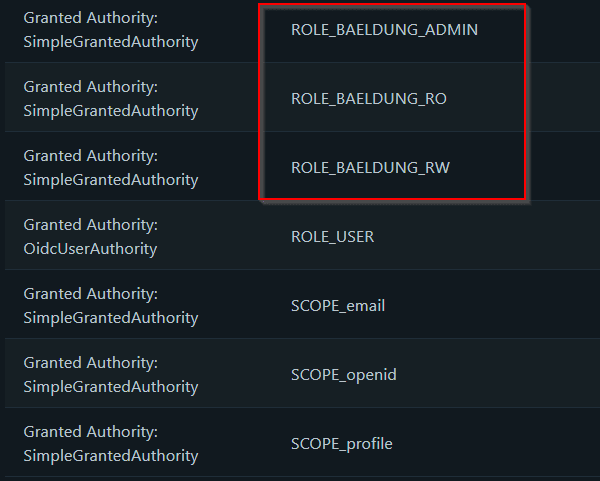 Granted Authority:
SimpleGrantedAuthority
ROLE_BAELDUNG_ADMIN
Granted Authority:
SimpleGrantedAuthority
ROLE_BAELDUNG_RO
Granted Authority:
SimpleGrantedAuthority
ROLE_BAELDUNG_RW
Granted Authority:
OidcUserAuthority
ROLE_USER
Granted Authority:
SimpleGrantedAuthority
SCOPE_email
Granted Authority:
SimpleGrantedAuthority
SCOPE_openid
Granted Authority:
SimpleGrantedAuthority
SCOPE_profile